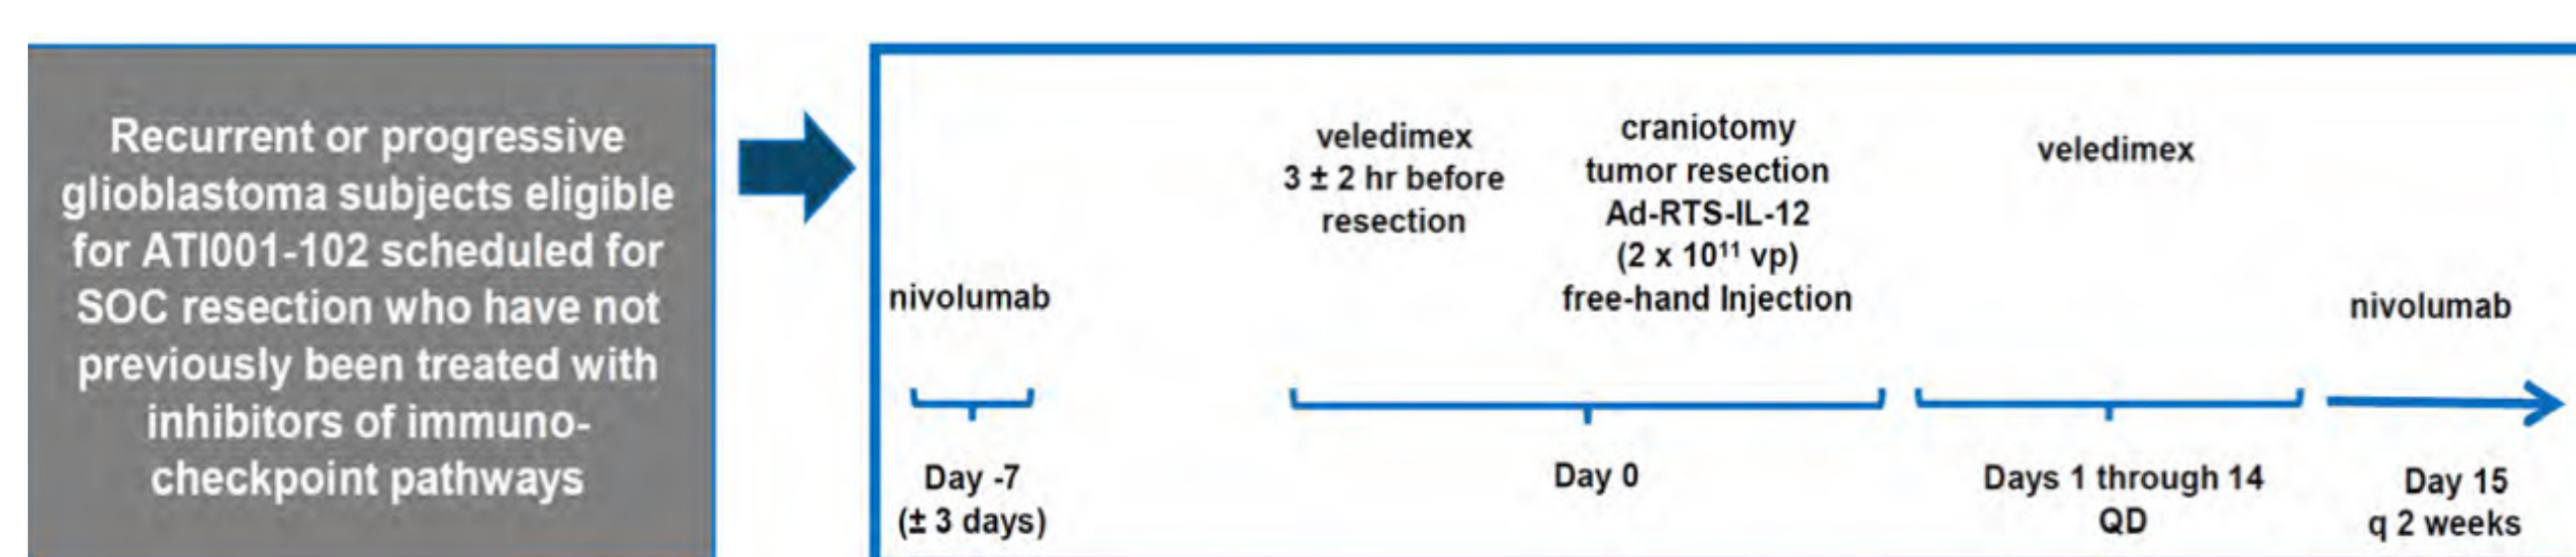 Recurrent or progressive
glioblastoma subjects eligible
for ATI001-102 scheduled for
SOC resection who have not
previously been treated with
inhibitors of immuno-
checkpoint pathways
nivolumab
Day -7
(± 3 days)
veledimex
3 ± 2 hr before
resection
craniotomy
tumor resection
Ad-RTS-IL-12
(2 x 10¹¹ vp)
free-hand Injection
Day 0
veledimex
Days 1 through 14
QD
nivolumab
Day 15
q 2 weeks